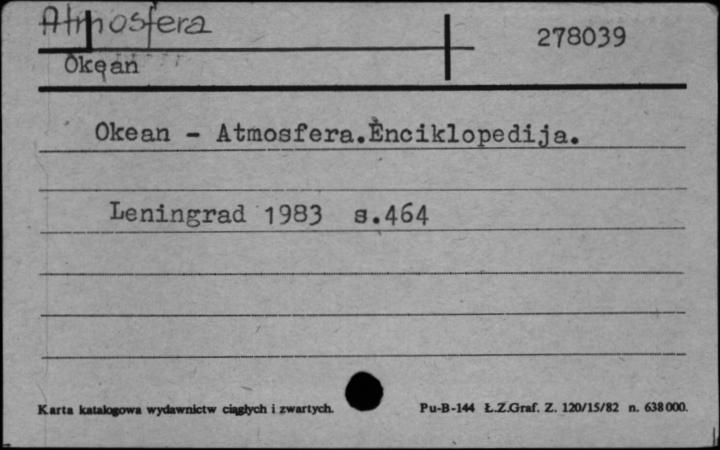 Atmosfera
278039
Okean
Okean - Atmosfera.Ėnciklopedija.
Leningrad 1983 s.464
Karta katalogowa wydawnictw ciągłych i zwartych.
Pu-B-144 Ł.Z.Graf. Z. 120/15/82 n. 638000.